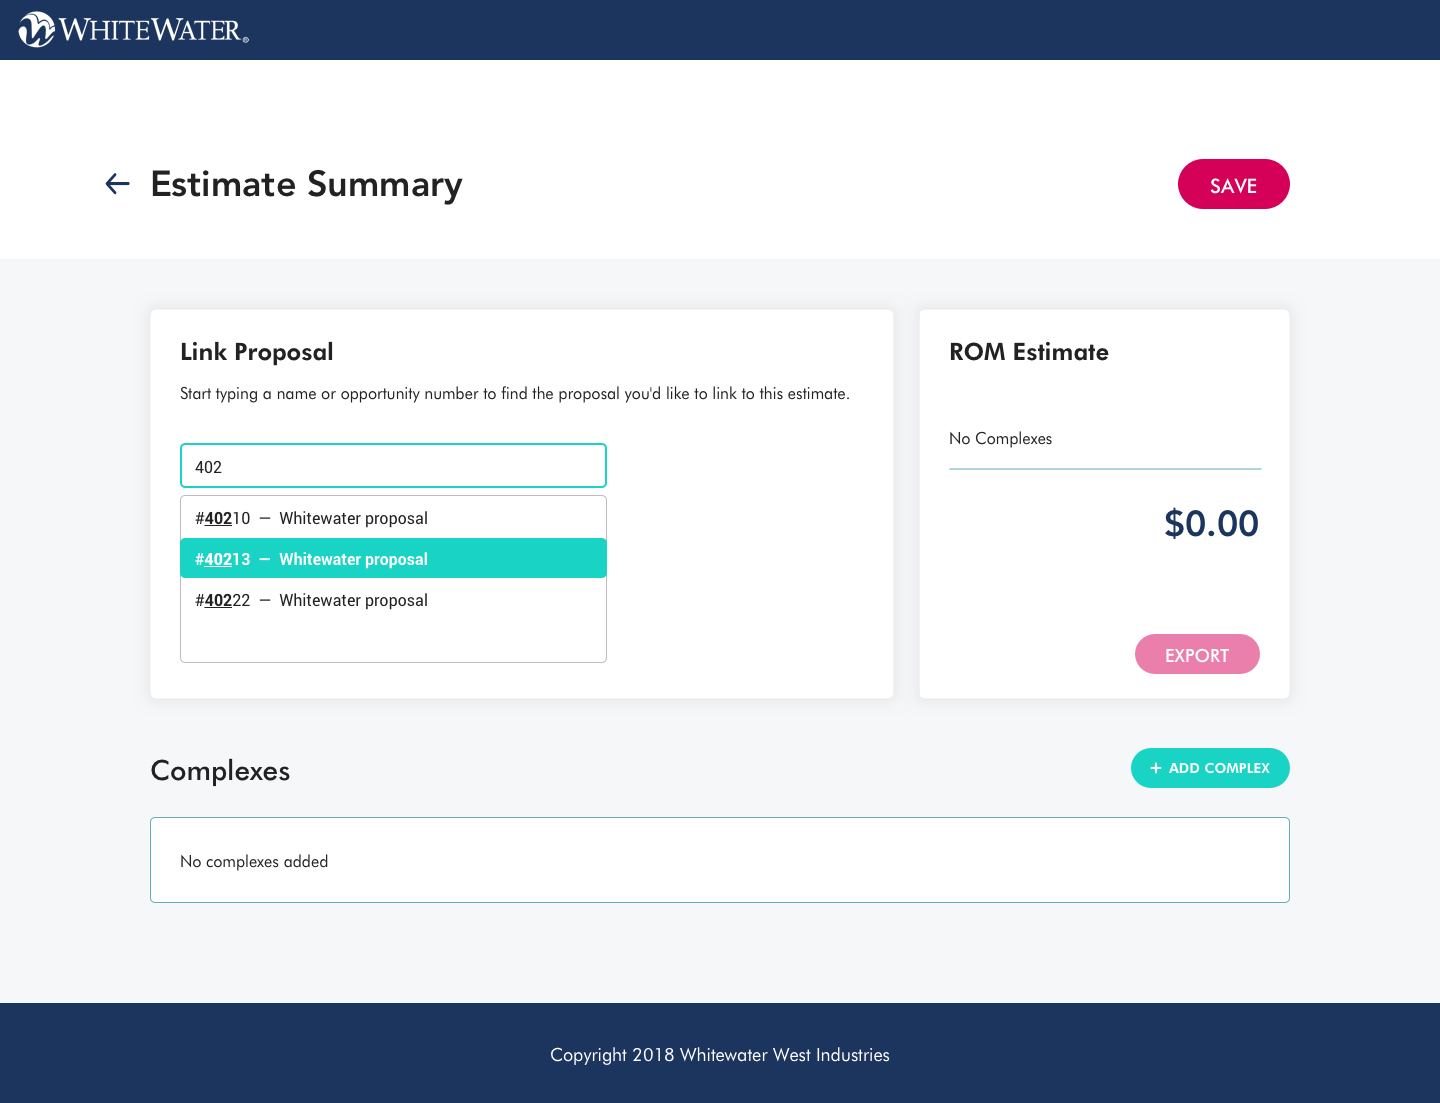 WHITEWATER®
Estimate Summary
SAVE
Link Proposal
Start typing a name or opportunity number to find the proposal you'd like to link to this estimate.
402
#40210 — Whitewater proposal
#40213 — Whitewater proposal
#40222 — Whitewater proposal
ROM Estimate
No Complexes
$0.00
EXPORT
Complexes
+ ADD COMPLEX
No complexes added
Copyright 2018 Whitewater West Industries